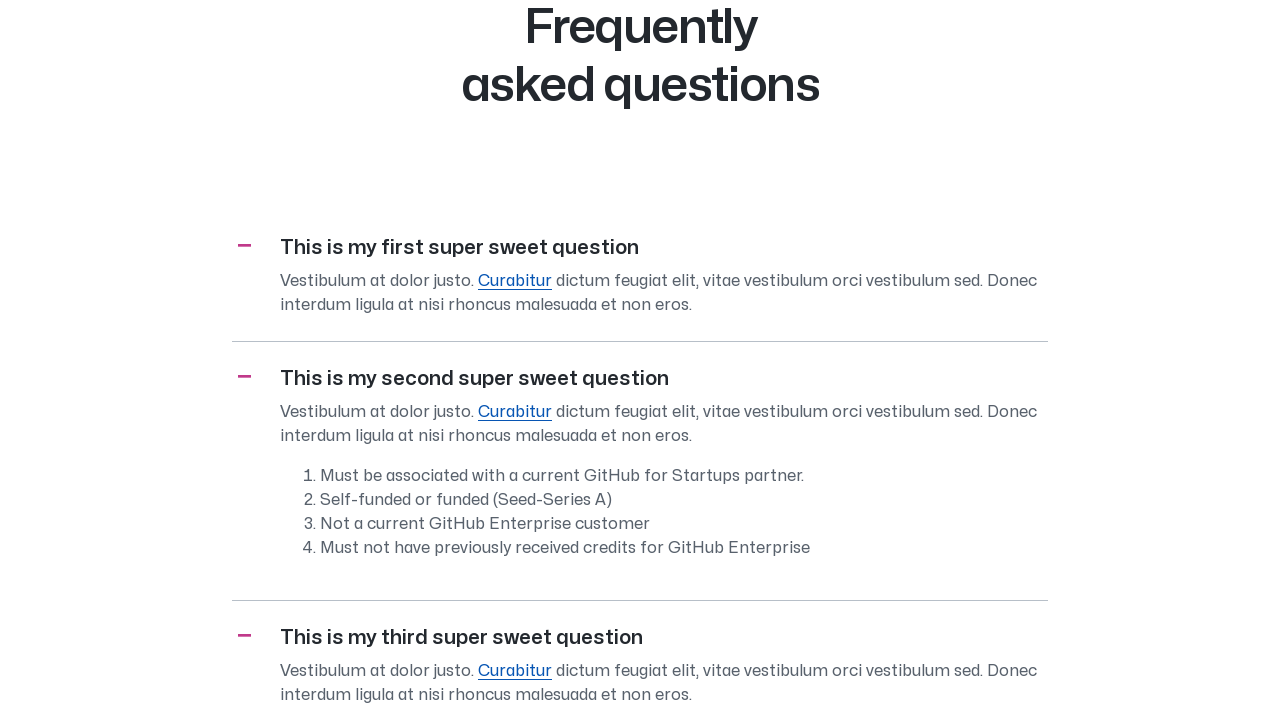 Frequently
asked questions
This is my first super sweet question
Vestibulum at dolor justo. Curabitur dictum feugiat elit, vitae vestibulum orci vestibulum sed. Donec
interdum ligula at nisi rhoncus malesuada et non eros.
This is my second super sweet question
Vestibulum at dolor justo. Curabitur dictum feugiat elit, vitae vestibulum orci vestibulum sed. Donec
interdum ligula at nisi rhoncus malesuada et non eros.
1. Must be associated with a current GitHub for Startups partner.
2. Self-funded or funded (Seed-Series A)
3. Not a current GitHub Enterprise customer
4. Must not have previously received credits for GitHub Enterprise
This is my third super sweet question
Vestibulum at dolor justo. Curabitur dictum feugiat elit, vitae vestibulum orci vestibulum sed. Donec
interdum ligula at nisi rhoncus malesuada et non eros.